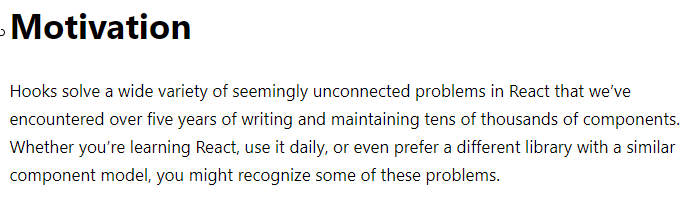 Motivation
Hooks solve a wide variety of seemingly unconnected problems in React that we’ve
encountered over five years of writing and maintaining tens of thousands of components.
Whether you’re learning React, use it daily, or even prefer a different library with a similar
component model, you might recognize some of these problems.